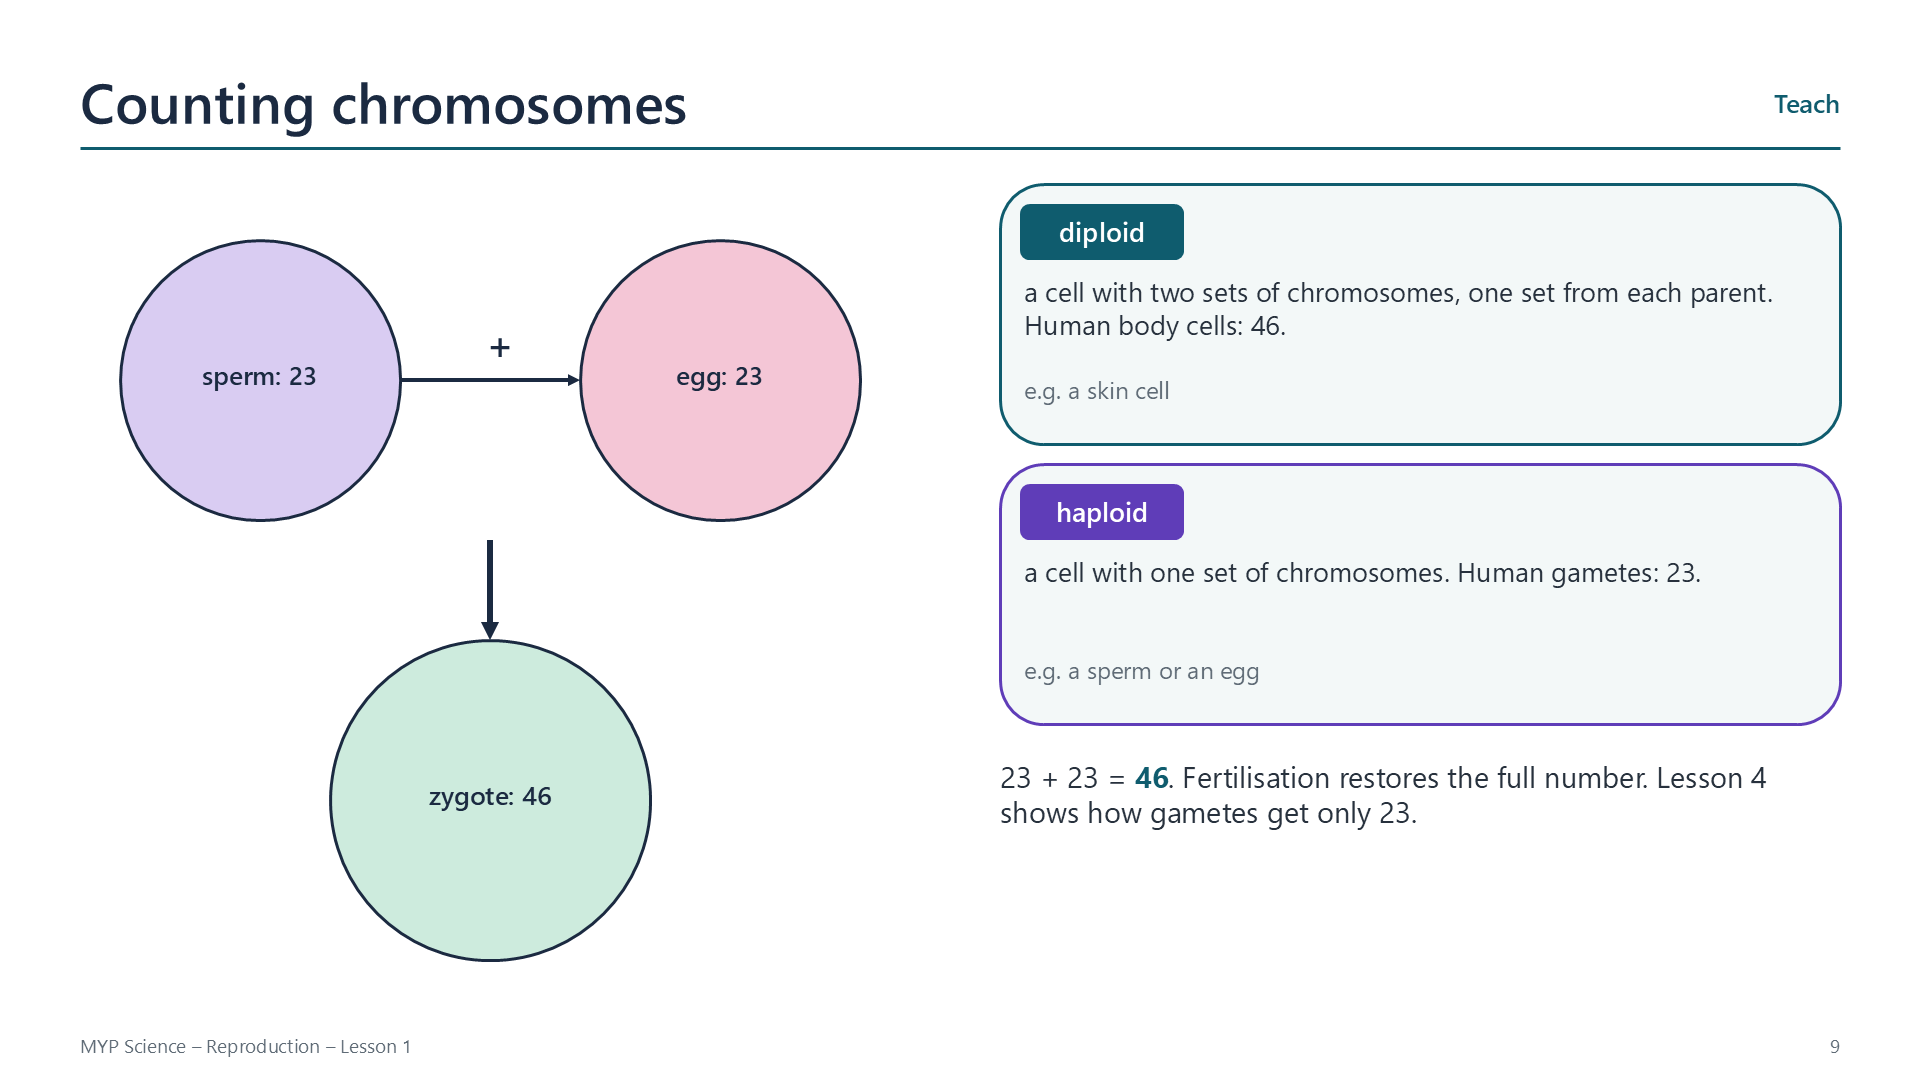 Counting chromosomes
Teach
sperm: 23
+
egg: 23
zygote: 46
diploid
a cell with two sets of chromosomes, one set from each parent.
Human body cells: 46.
e.g. a skin cell
haploid
a cell with one set of chromosomes. Human gametes: 23.
e.g. a sperm or an egg
23 + 23 = 46. Fertilisation restores the full number. Lesson 4
shows how gametes get only 23.
MYP Science – Reproduction – Lesson 1
9